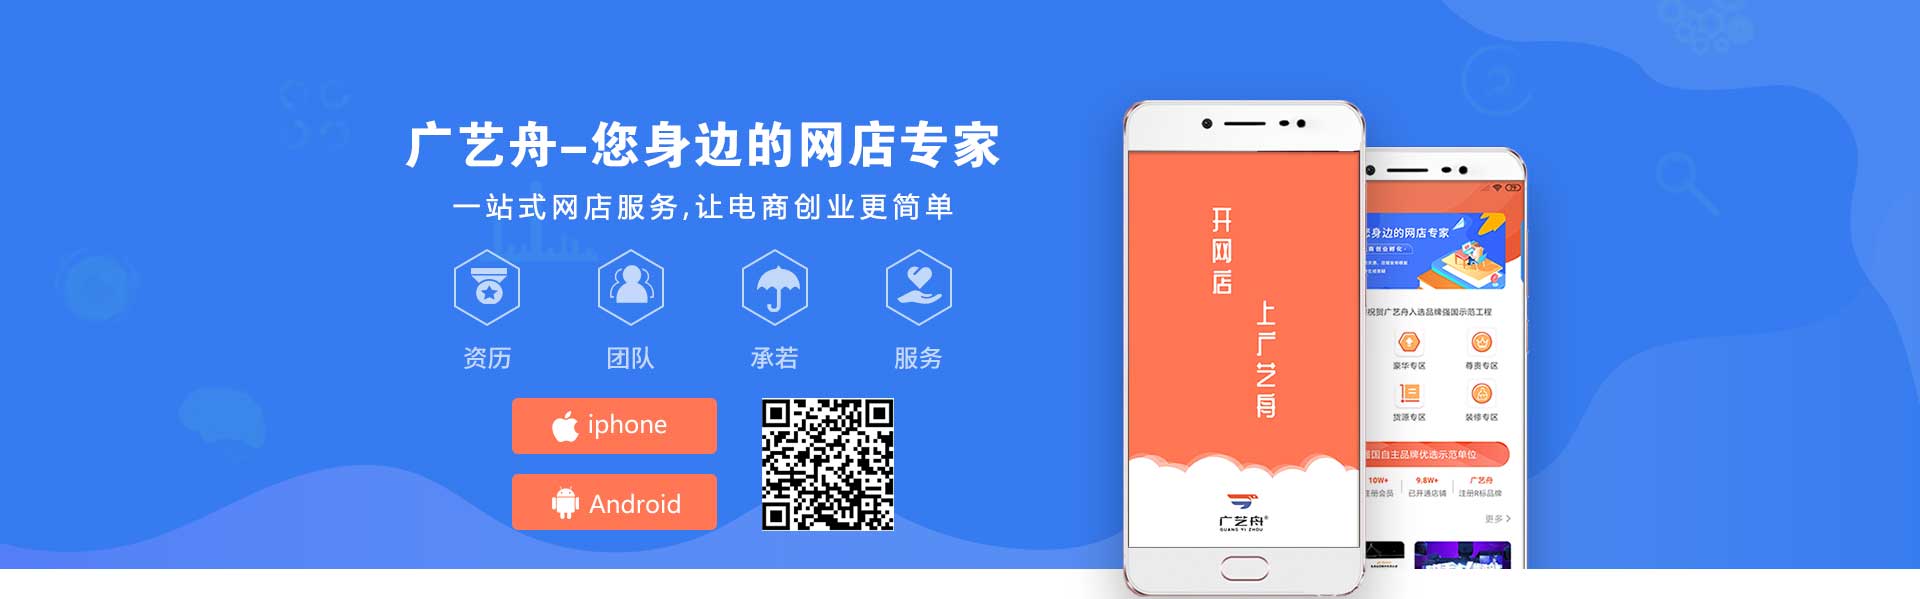 广艺舟-您身边的网店专家
一站式网店服务,让电商创业更简单
资历
团队
承若
服务
iphone
Android
开网店
上广艺舟
广艺舟®
GUANG YI ZHOU
身边的网店专家
祝贺广艺舟入选品牌强国示范工程
豪华专区
尊贵专区
货源专区
装修专区
强国自主品牌优选示范单位
10W+
9.8W+
广艺舟
注册会员
已开通店铺
注册R标品牌
更多